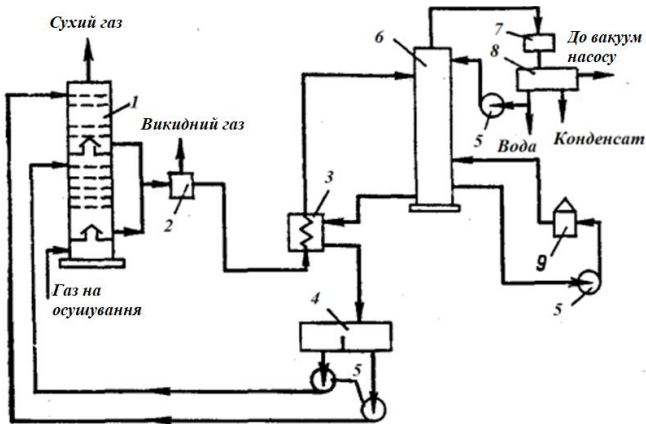 Сухий газ
1
Викидний газ
2
Газ на
осушування
3
4
5
6
7
До вакуум
насосу
8
5
Вода
Конденсат
9
5